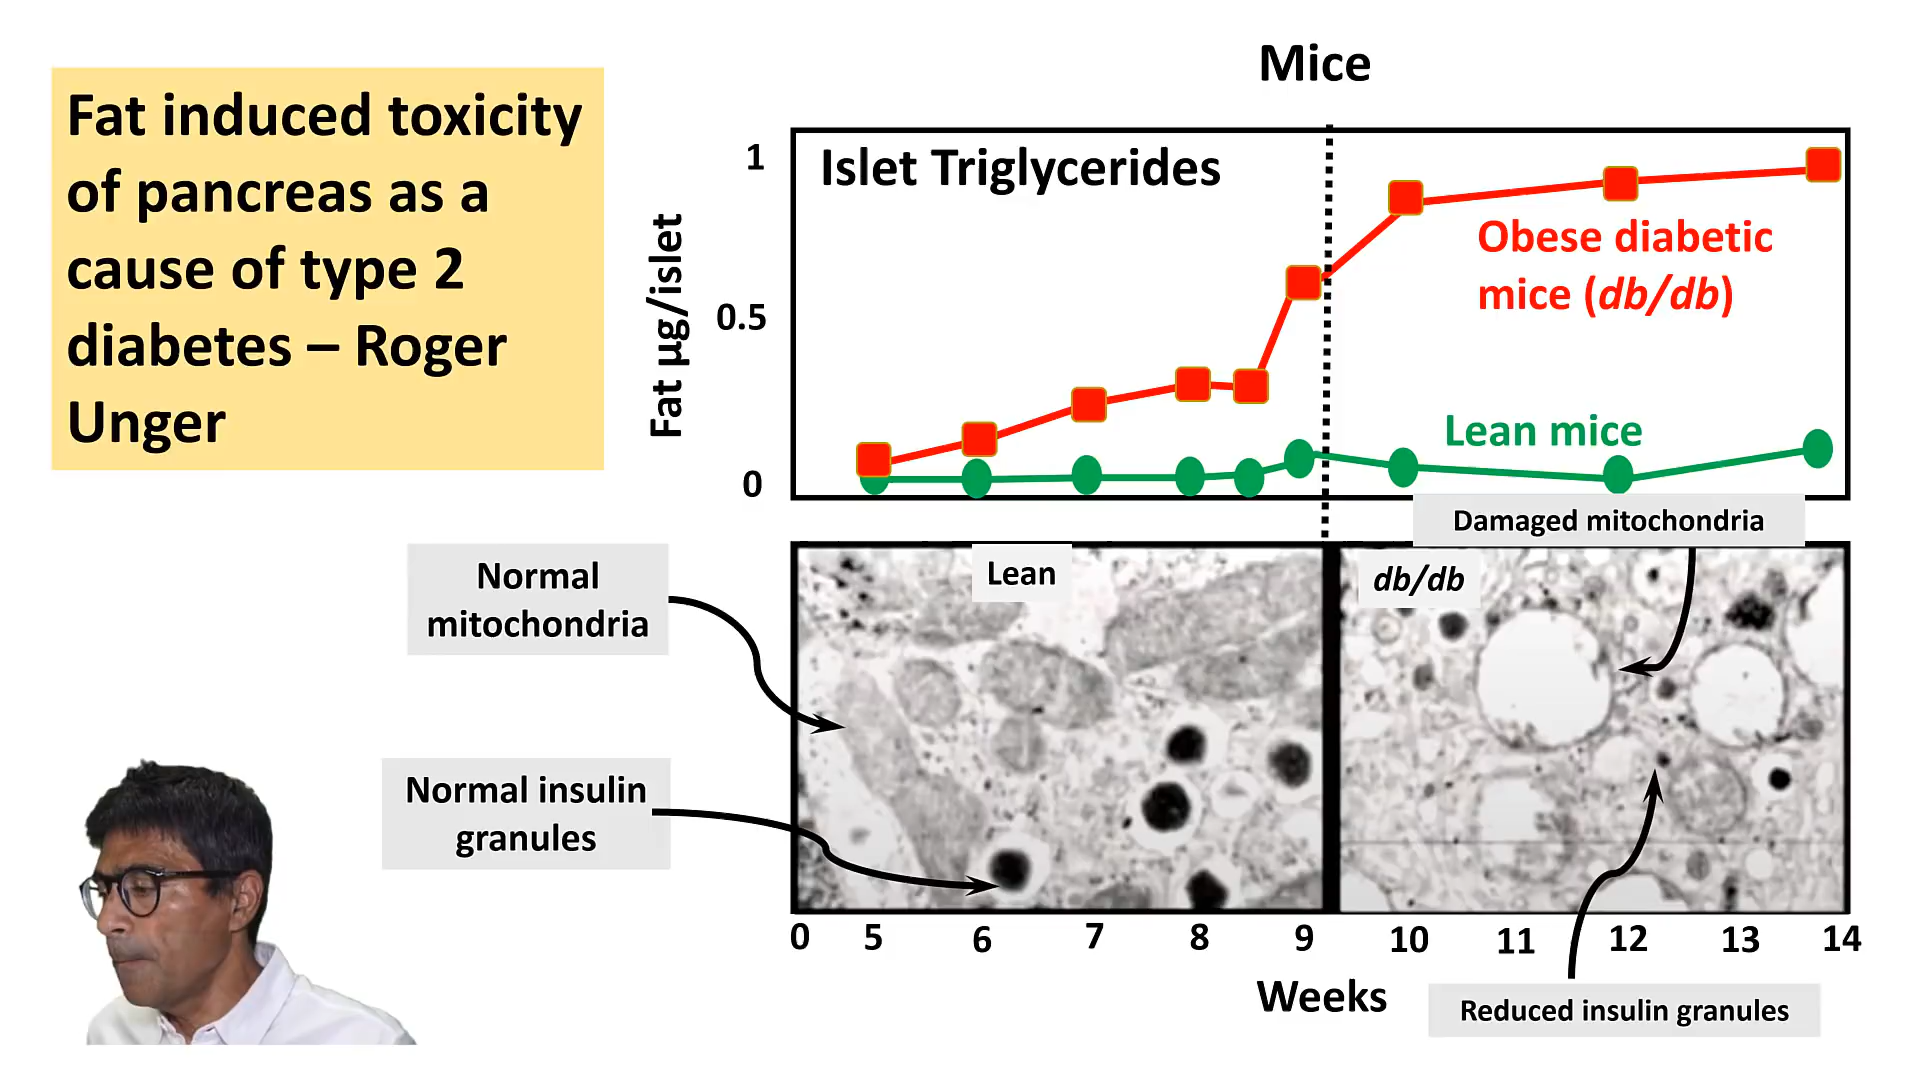 Fat induced toxicity
of pancreas as a
cause of type 2
diabetes – Roger
Unger
Mice
Islet Triglycerides
1
0.5
0
Fat µg/islet
Obese diabetic
mice (db/db)
Lean mice
Damaged mitochondria
Normal
mitochondria
Lean
db/db
Normal insulin
granules
0 5 6 7 8 9 10 11 12 13 14
Weeks
Reduced insulin granules